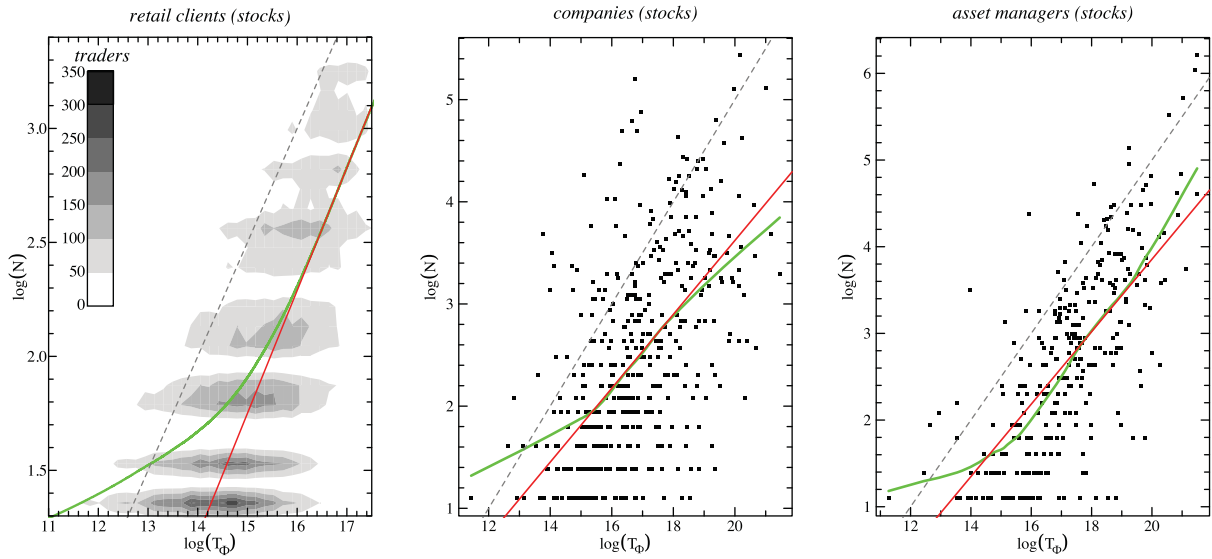 retail clients (stocks)
traders
350
300
250
200
150
100
50
0
3.0
2.5
2.0
1.5
log(N)
11 12 13 14 15 16 17
log(TΦ)
companies (stocks)
5
4
3
2
1
log(N)
12 14 16 18 20
log(TΦ)
asset managers (stocks)
6
5
4
3
2
1
log(N)
12 14 16 18 20
log(TΦ)